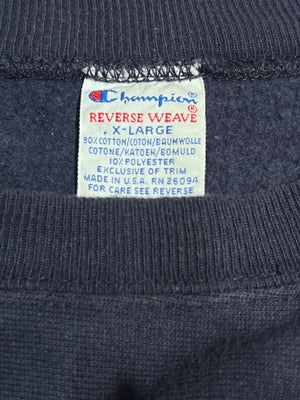 Champion®
REVERSE WEAVE®
X-LARGE
90% COTTON/COTON/BAUMWOLLE
COTONE/KATOEN/BOMULD
10% POLYESTER
EXCLUSIVE OF TRIM
MADE IN U.S.A. RN 26094
FOR CARE SEE REVERSE